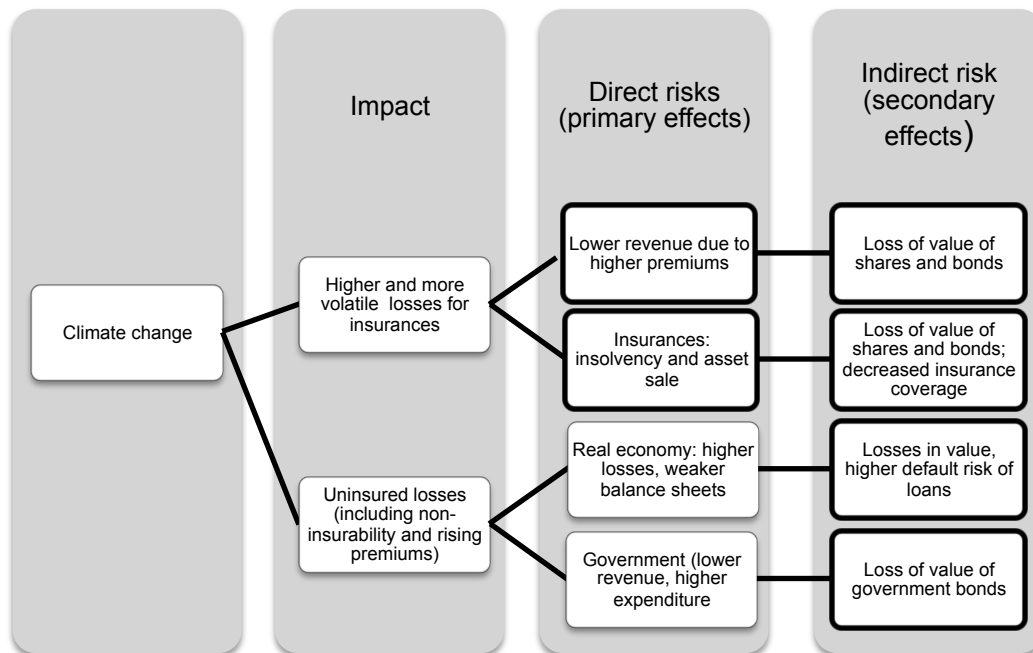 Impact
Direct risks
(primary effects)
Indirect risk
(secondary
effects)
Climate change
Higher and more
volatile losses for
insurances
Lower revenue due to
higher premiums
Loss of value of
shares and bonds
Insurances:
insolvency and asset
sale
Loss of value of
shares and bonds;
decreased insurance
coverage
Uninsured losses
(including non-
insurability and rising
premiums)
Real economy: higher
losses, weaker
balance sheets
Losses in value,
higher default risk of
loans
Government (lower
revenue, higher
expenditure
Loss of value of
government bonds